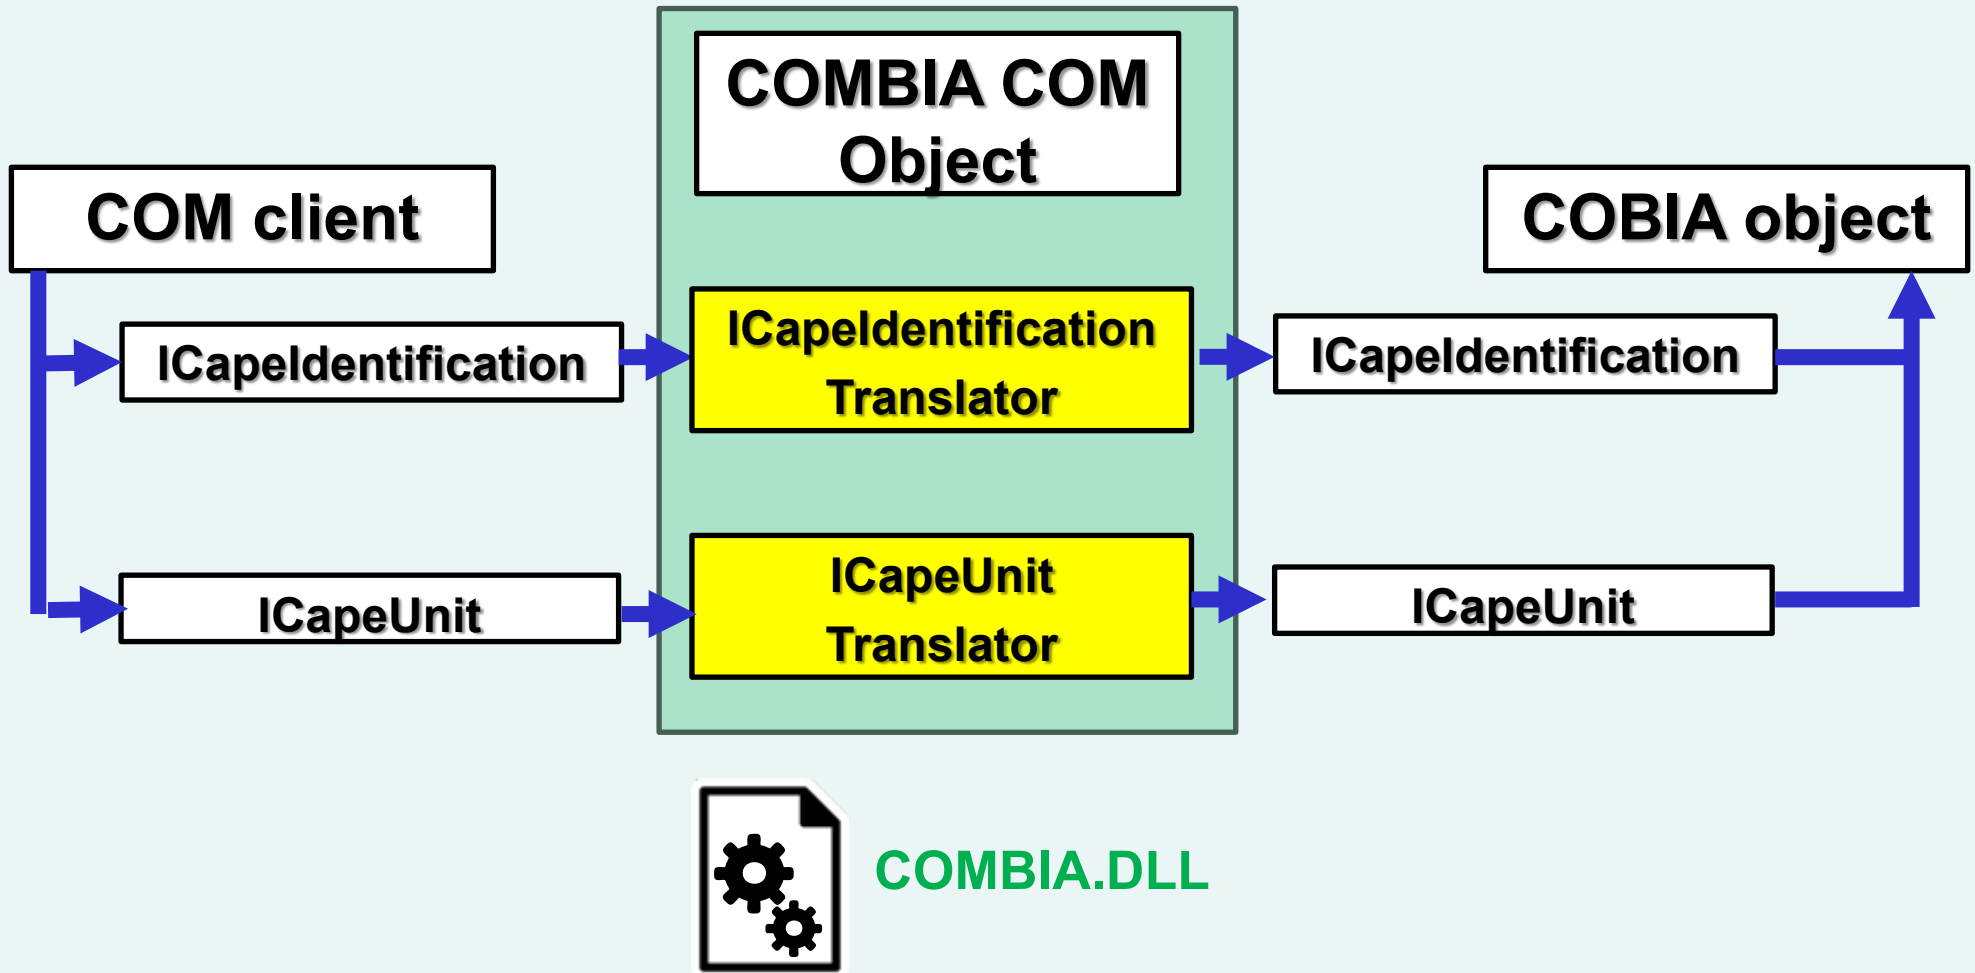 COMBIA COM
Object
COM client
COBIA object
ICapeIdentification
ICapeIdentification
Translator
ICapeIdentification
ICapeUnit
ICapeUnit
Translator
ICapeUnit
COMBIA.DLL